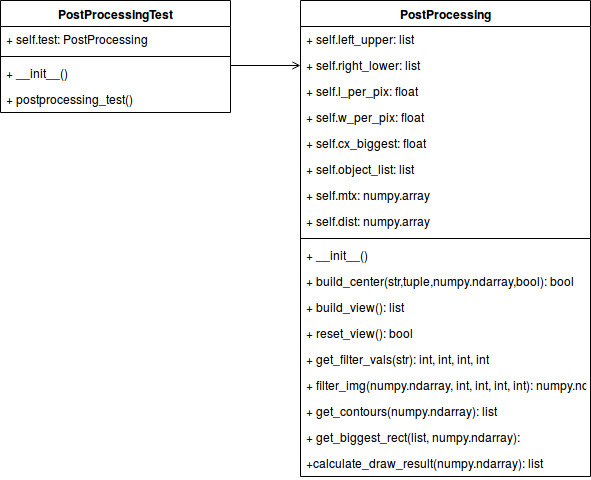 PostProcessingTest
+ self.test: PostProcessing
+ __init__()
+ postprocessing_test()
PostProcessing
+ self.left_upper: list
+ self.right_lower: list
+ self.l_per_pix: float
+ self.w_per_pix: float
+ self.cx_biggest: float
+ self.object_list: list
+ self.mtx: numpy.array
+ self.dist: numpy.array
+ __init__()
+ build_center(str,tuple,numpy.ndarray,bool): bool
+ build_view(): list
+ reset_view(): bool
+ get_filter_vals(str): int, int, int, int
+ filter_img(numpy.ndarray, int, int, int, int): numpy.nd
+ get_contours(numpy.ndarray): list
+ get_biggest_rect(list, numpy.ndarray):
+calculate_draw_result(numpy.ndarray): list